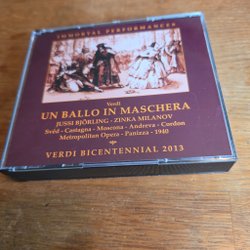 IMMORTAL PERFORMANCES
Verdi
UN BALLO IN MASCHERA
JUSSI BJÖRLING - ZINKA MILANOV
Svéd - Castagna - Moscona - Andreva - Cordon
Metropolitan Opera - Panizza - 1940
VERDI BICENTENNIAL 2013